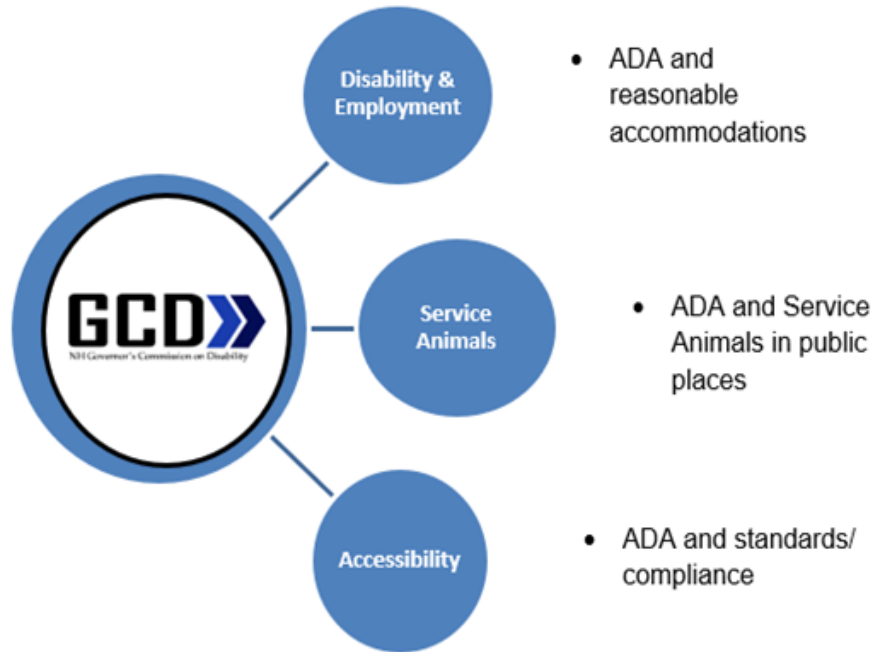 Disability &
Employment
• ADA and
reasonable
accommodations
GCD
NH Governor's Commission on Disability
Service
Animals
• ADA and Service
Animals in public
places
Accessibility
• ADA and standards/
compliance